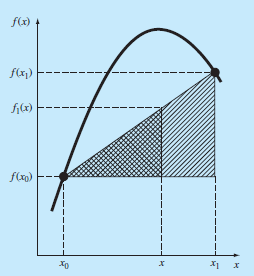 f(x)
f(x₁)
f₁(x)
f(x₀)
x₀ x x₁ x